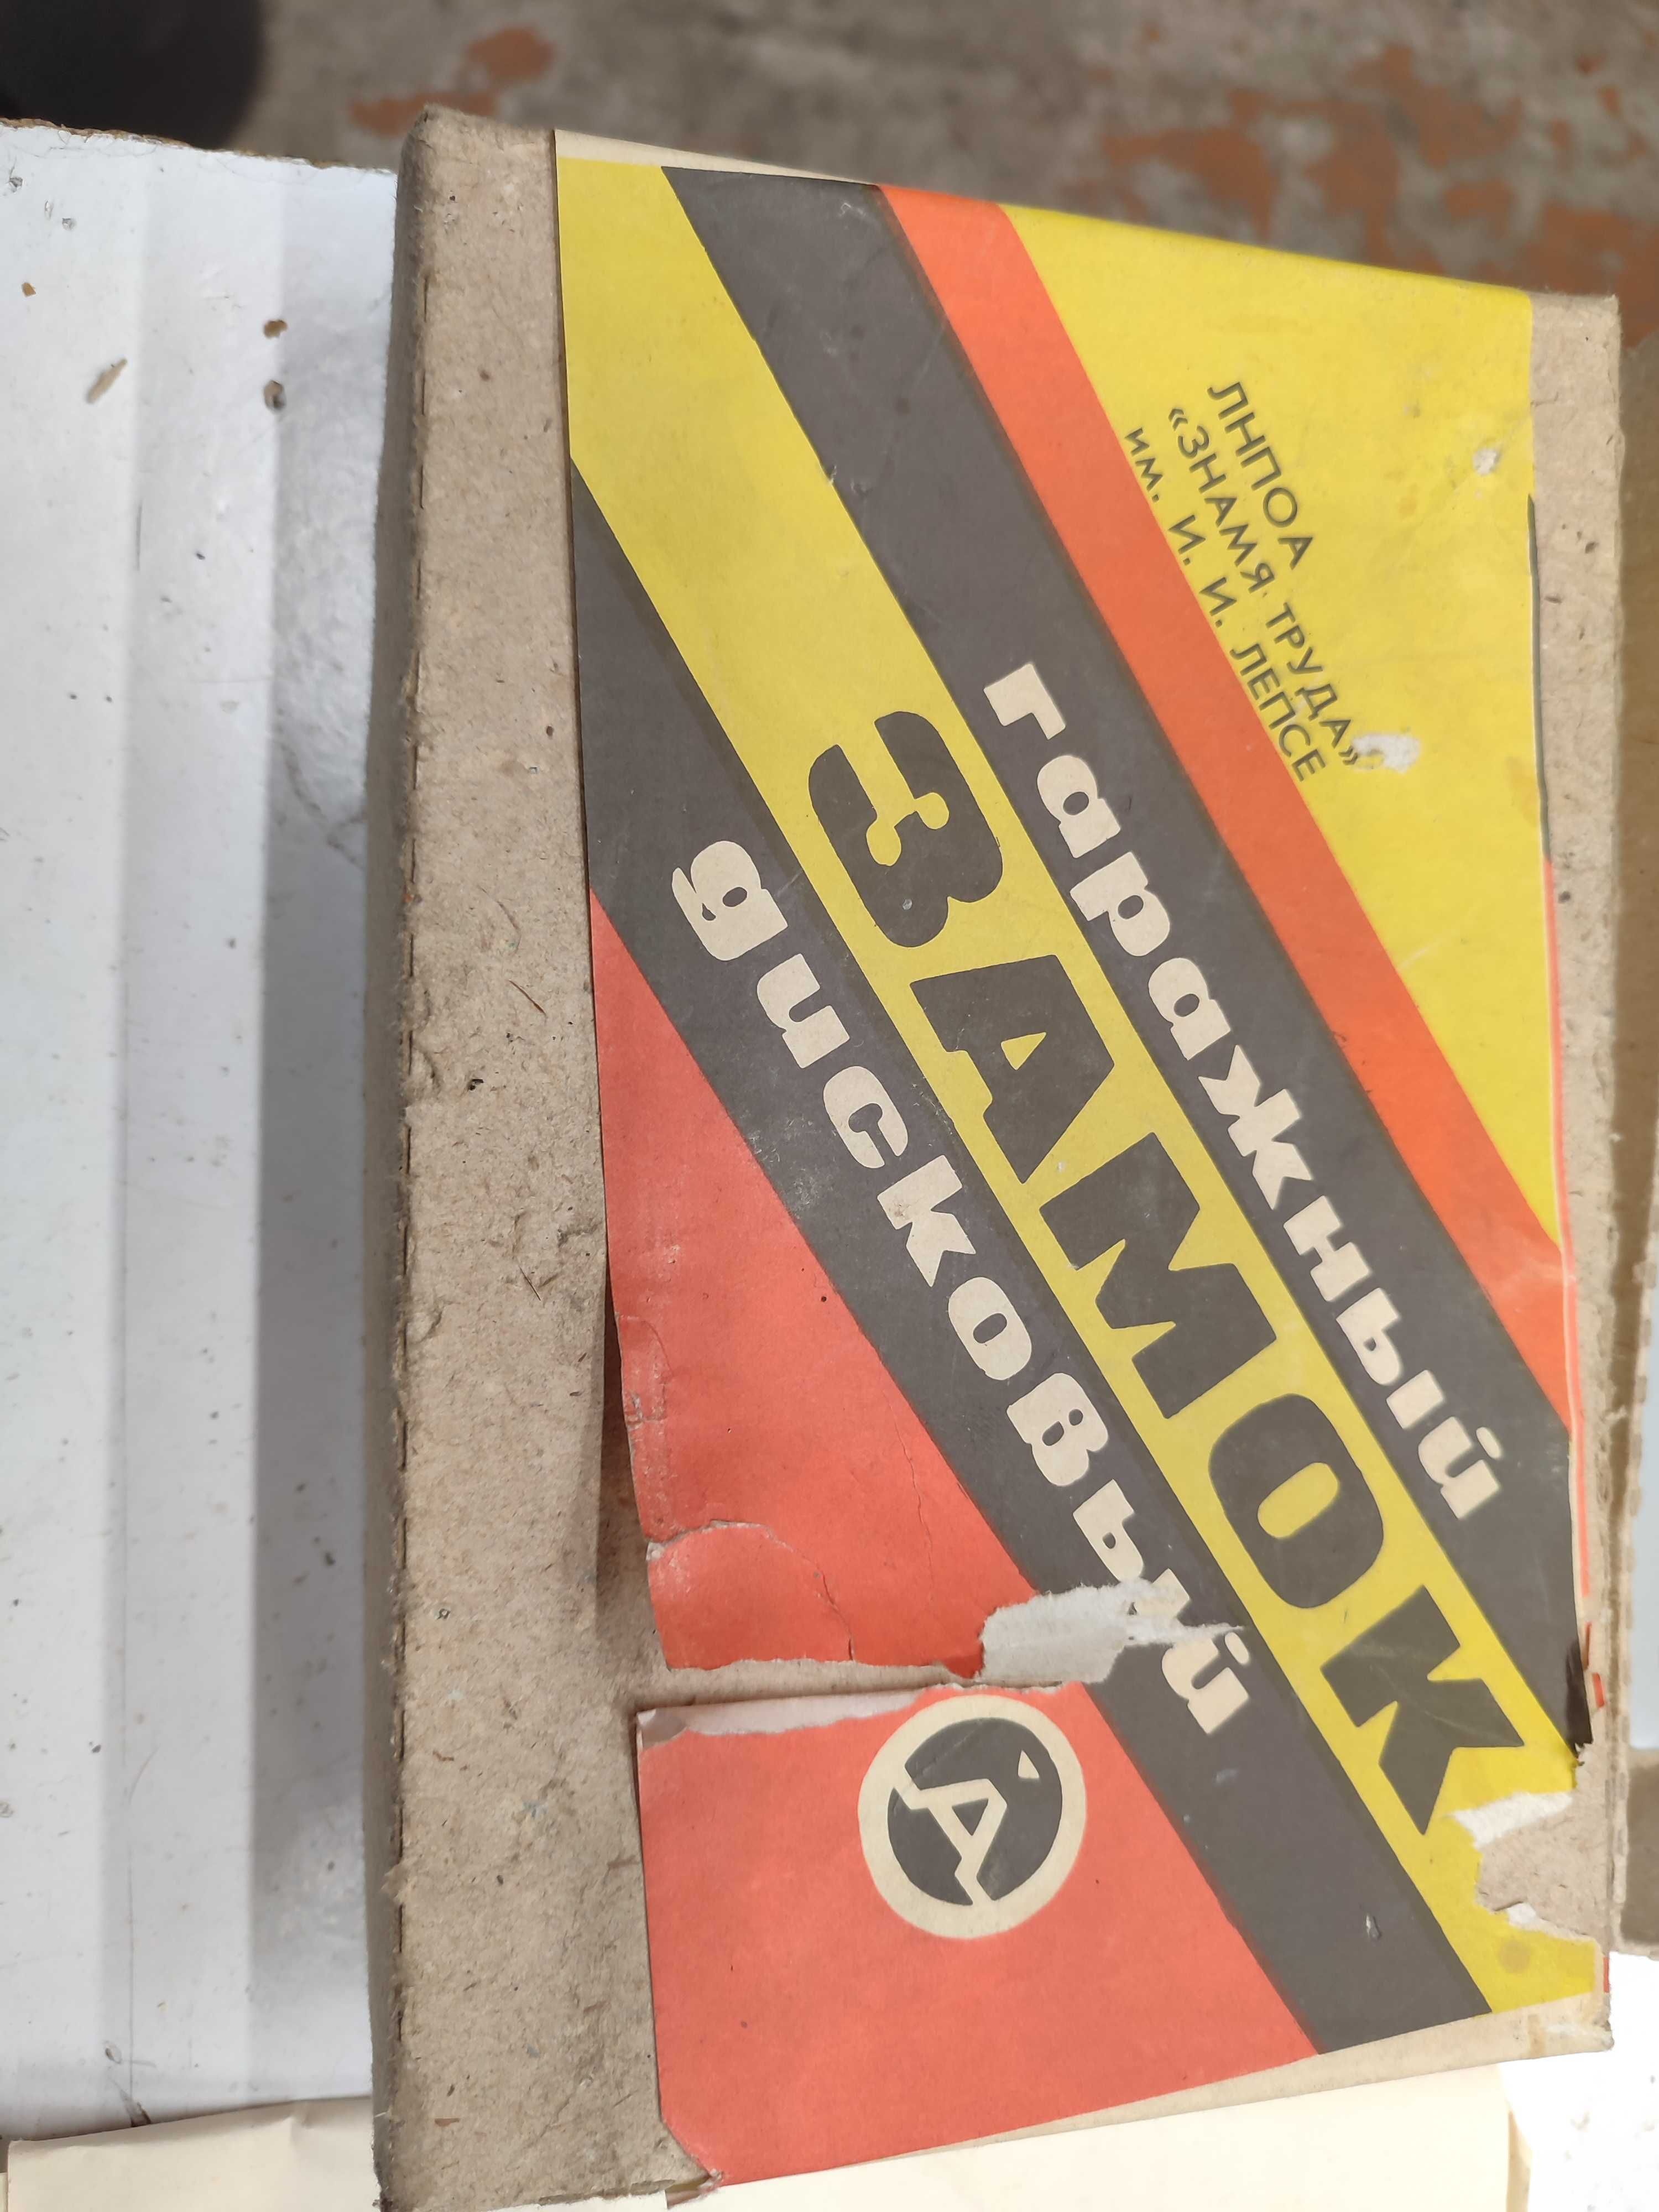 ЛНПОА
«ЗНАМЯ ТРУДА»
им. И. И. ЛЕПСЕ
гаражный
ЗАМОК
дисковый